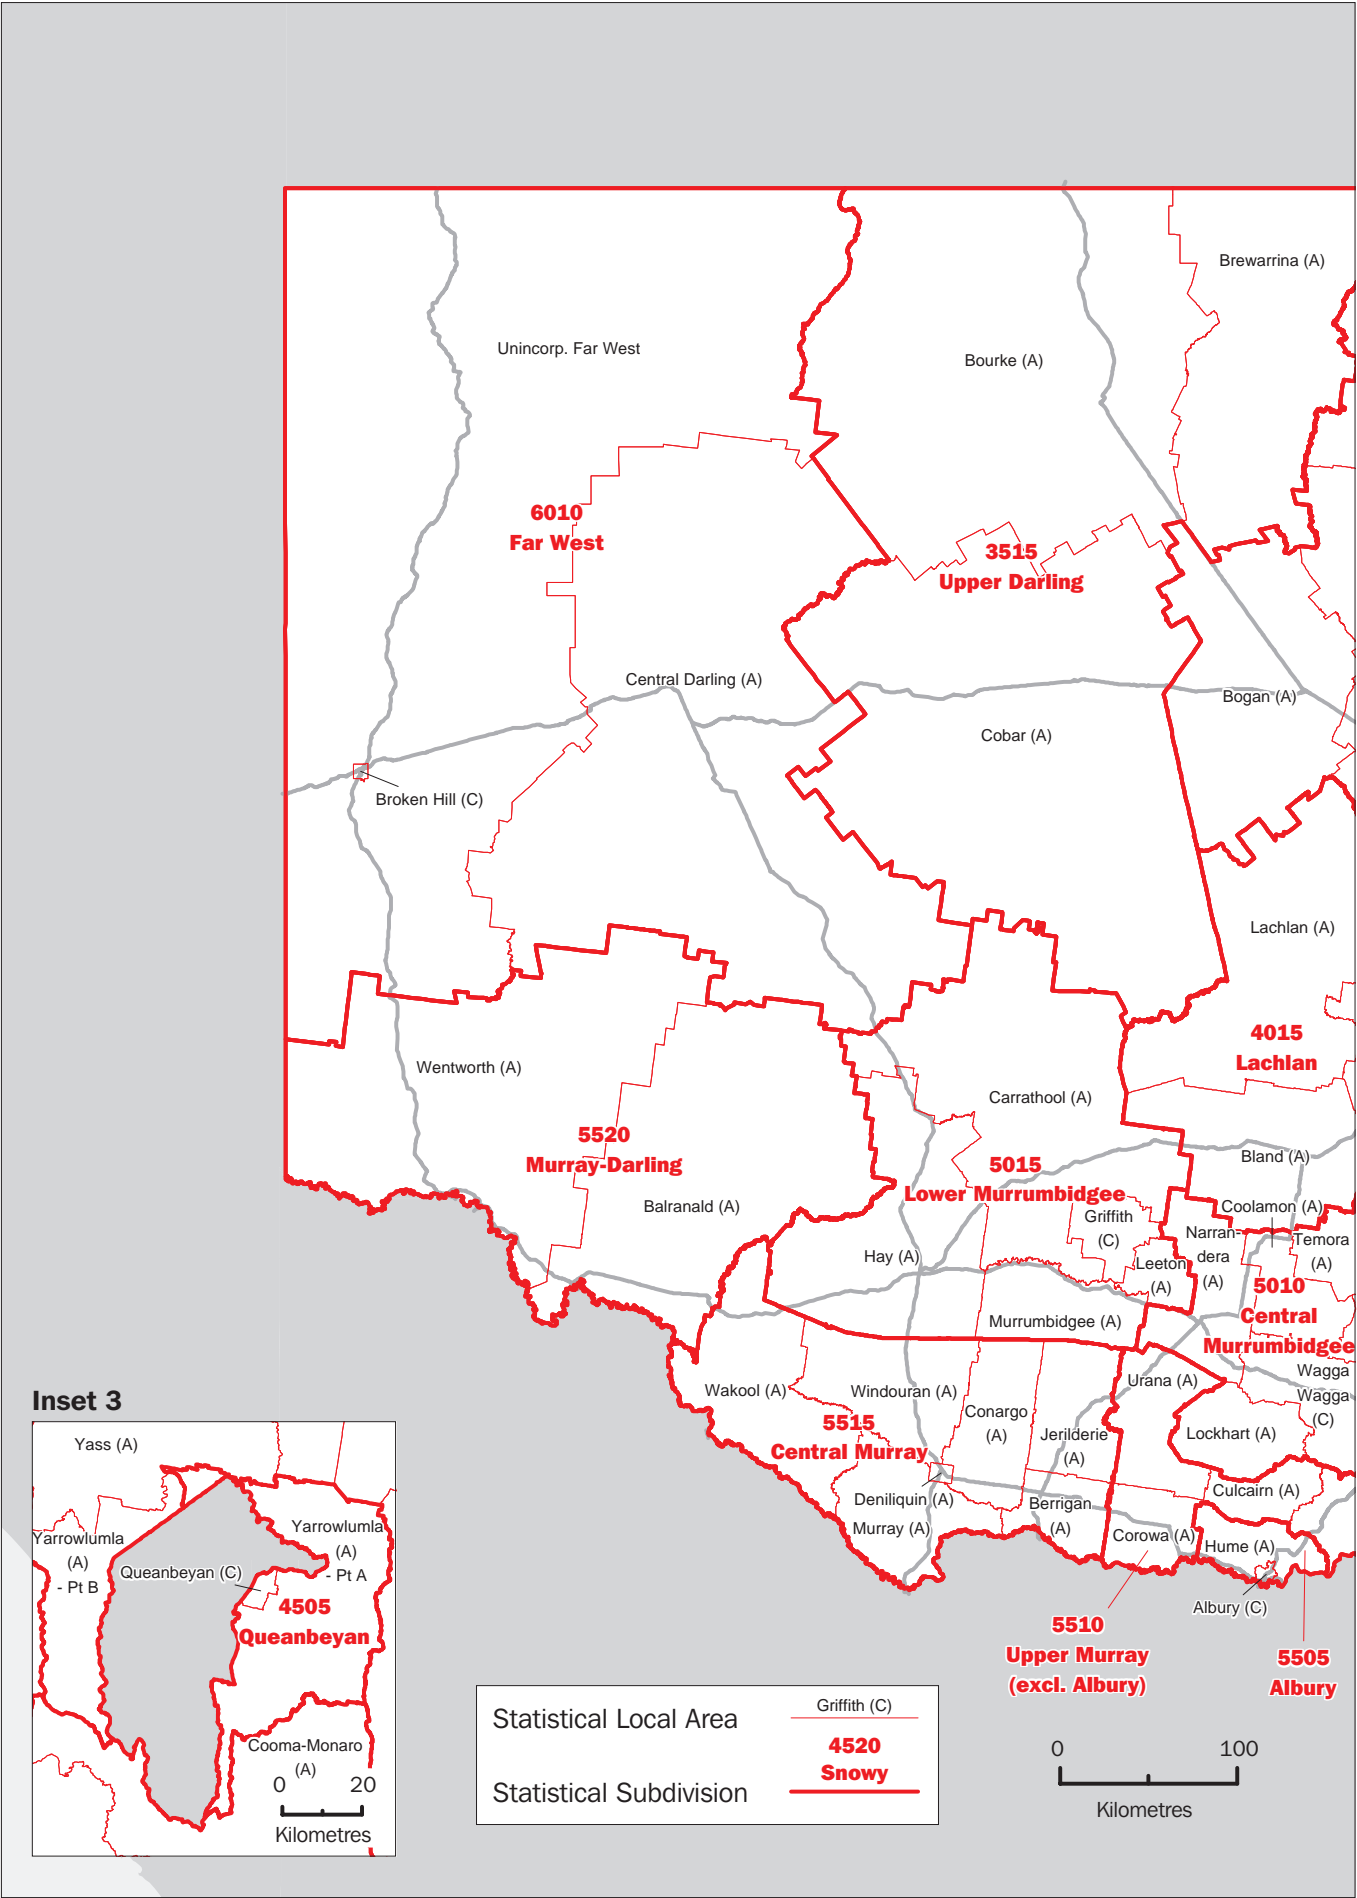 Brewarrina (A)
Unincorp. Far West
Bourke (A)
6010
Far West
3515
Upper Darling
Central Darling (A)
Bogan (A)
Cobar (A)
Broken Hill (C)
Lachlan (A)
4015
Lachlan
Wentworth (A)
Carrathool (A)
5520
Murray-Darling
Bland (A)
5015
Lower Murrumbidgee
Balranald (A)
Coolamon (A)
Griffith
(C)
Narran-
dera
(A)
Temora
(A)
Hay (A)
Leeton
(A)
5010
Central
Murrumbidgee
Murrumbidgee (A)
Wagga
Wagga
(C)
Urana (A)
Wakool (A)
Windouran (A)
Conargo
(A)
5515
Central Murray
Jerilderie
(A)
Lockhart (A)
Deniliquin (A)
Culcairn (A)
Berrigan
(A)
Murray (A)
Corowa (A)
Hume (A)
Albury (C)
5510
Upper Murray
(excl. Albury)
5505
Albury
Inset 3
Yass (A)
Yarrowlumla
(A)
- Pt B
Yarrowlumla
(A)
- Pt A
Queanbeyan (C)
4505
Queanbeyan
Cooma-Monaro
(A)
0 20
Kilometres
Statistical Local Area
Griffith (C)
4520
Snowy
Statistical Subdivision
0 100
Kilometres